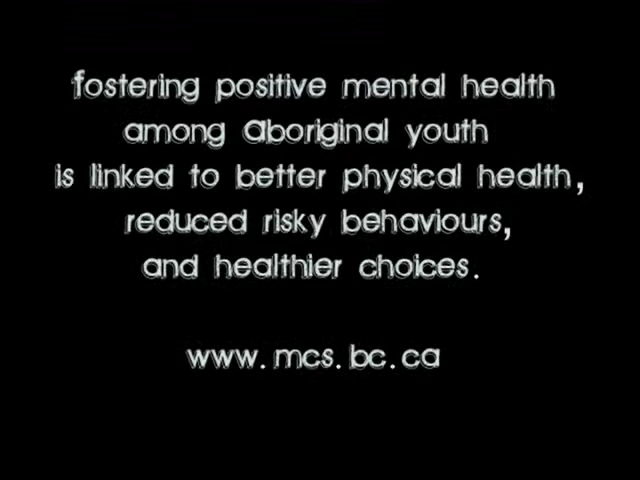 fostering positive mental health
among Aboriginal youth
is linked to better physical health,
reduced risky behaviours,
and healthier choices.
www.mcs.bc.ca